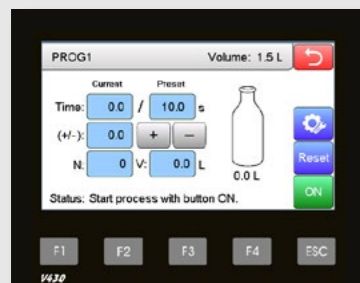 PROG1 Volume: 1.5 L
Current Preset
Time: 0.0 / 10.0 s
(+/-): 0.0 + −
N: 0 V: 0.0 L
0.0 L
Reset
ON
Status: Start process with button ON.
F1 F2 F3 F4 ESC
V430